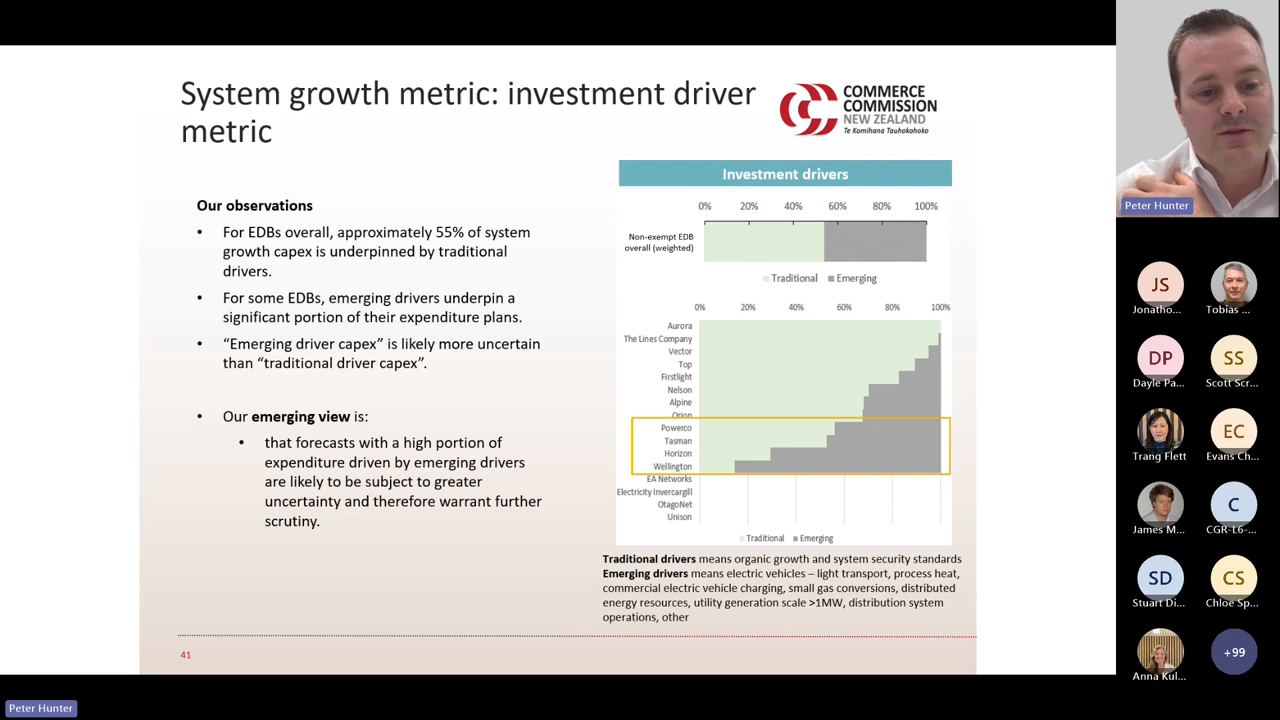 System growth metric: investment driver
metric
COMMERCE
COMMISSION
NEW ZEALAND
Te Komihana Tauhokohoko
Our observations
• For EDBs overall, approximately 55% of system
growth capex is underpinned by traditional
drivers.
• For some EDBs, emerging drivers underpin a
significant portion of their expenditure plans.
• “Emerging driver capex” is likely more uncertain
than “traditional driver capex”.
• Our emerging view is:
• that forecasts with a high portion of
expenditure driven by emerging drivers
are likely to be subject to greater
uncertainty and therefore warrant further
scrutiny.
Investment drivers
0% 20% 40% 60% 80% 100%
Non-exempt EDB
overall (weighted)
Traditional Emerging
0% 20% 40% 60% 80% 100%
Aurora
The Lines Company
Vector
Top
Firstlight
Nelson
Alpine
Orion
Powerco
Tasman
Horizon
Wellington
EA Networks
Electricity Invercargill
OtagoNet
Unison
Traditional Emerging
Traditional drivers means organic growth and system security standards
Emerging drivers means electric vehicles – light transport, process heat,
commercial electric vehicle charging, small gas conversions, distributed
energy resources, utility generation scale >1MW, distribution system
operations, other
41
Peter Hunter
JS
Jonatho...
Tobias ...
DP
Dayle Pa...
SS
Scott Scr...
Trang Flett
EC
Evans Ch...
James M...
C
CGR-L6-...
SD
Stuart Di...
CS
Chloe Sp...
Anna Kul...
+99
Peter Hunter